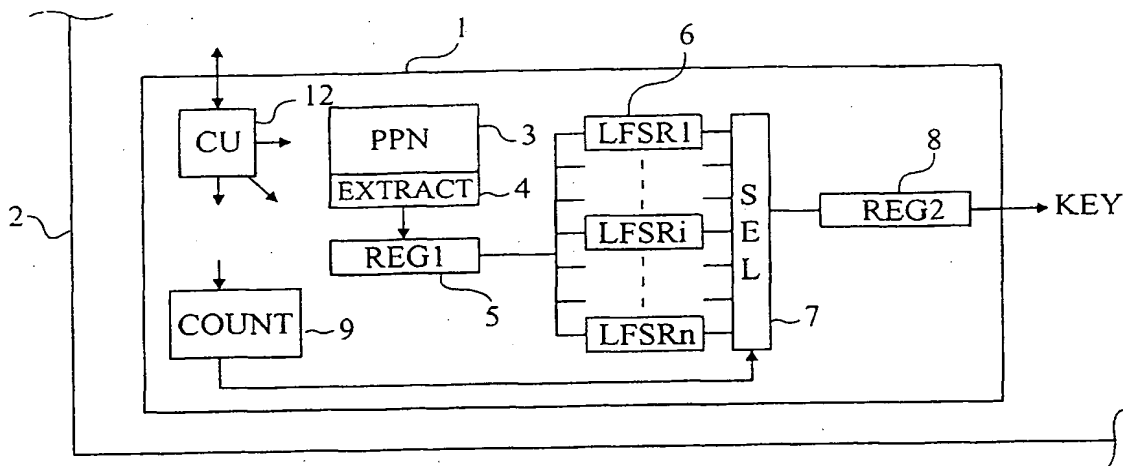 1
6
12
CU
PPN
3
EXTRACT
4
REG1
5
LFSR1
LFSRi
LFSRn
SEL
7
8
REG2
KEY
2
COUNT
9